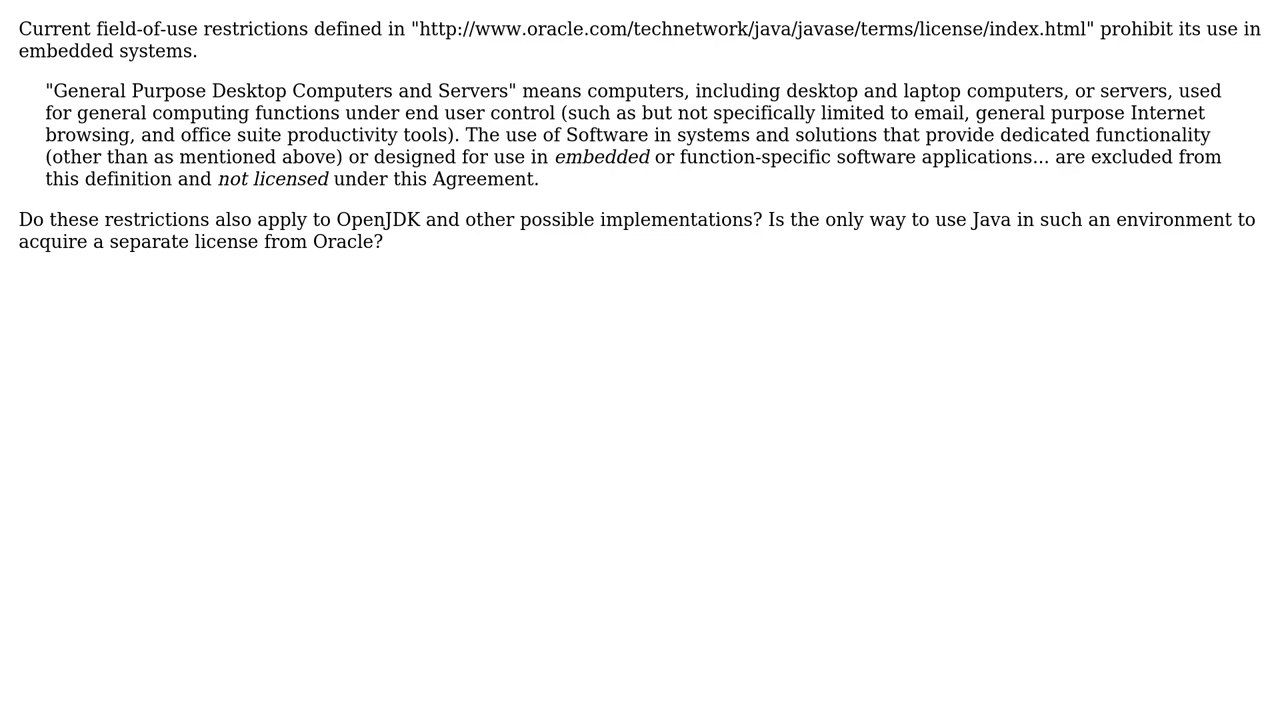 Current field-of-use restrictions defined in "http://www.oracle.com/technetwork/java/javase/terms/license/index.html" prohibit its use in
embedded systems.
"General Purpose Desktop Computers and Servers" means computers, including desktop and laptop computers, or servers, used
for general computing functions under end user control (such as but not specifically limited to email, general purpose Internet
browsing, and office suite productivity tools). The use of Software in systems and solutions that provide dedicated functionality
(other than as mentioned above) or designed for use in embedded or function-specific software applications... are excluded from
this definition and not licensed under this Agreement.
Do these restrictions also apply to OpenJDK and other possible implementations? Is the only way to use Java in such an environment to
acquire a separate license from Oracle?